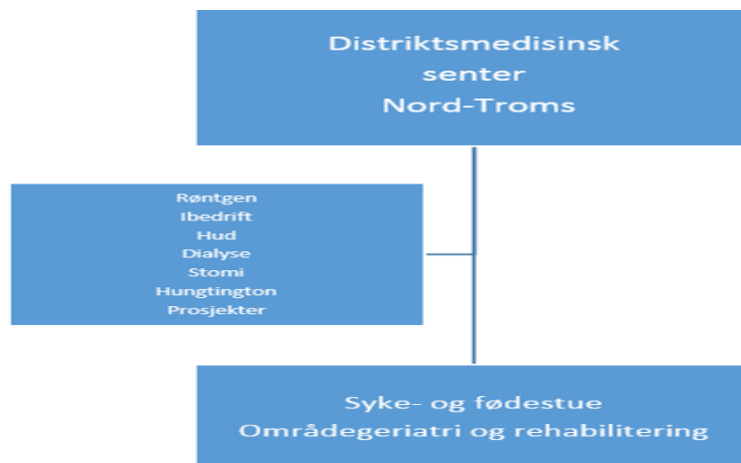 Distriktsmedisinsk
senter
Nord-Troms
Røntgen
Ibedrift
Hud
Dialyse
Stomi
Hungtington
Prosjekter
Syke- og fødestue
Områdegeriatri og rehabilitering